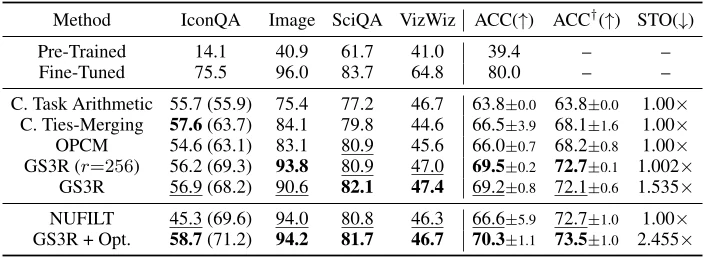 Method IconQA Image SciQA VizWiz ACC(↑) ACC†(↑) STO(↓)
Pre-Trained 14.1 40.9 61.7 41.0 39.4 – –
Fine-Tuned 75.5 96.0 83.7 64.8 80.0 – –
C. Task Arithmetic 55.7 (55.9) 75.4 77.2 46.7 63.8±0.0 63.8±0.0 1.00×
C. Ties-Merging 57.6 (63.7) 84.1 79.8 44.6 66.5±3.9 68.1±1.6 1.00×
OPCM 54.6 (63.1) 83.1 80.9 45.6 66.0±0.7 68.2±0.8 1.00×
GS3R (r=256) 56.2 (69.3) 93.8 80.9 47.0 69.5±0.2 72.7±0.1 1.002×
GS3R 56.9 (68.2) 90.6 82.1 47.4 69.2±0.8 72.1±0.6 1.535×
NUFILT 45.3 (69.6) 94.0 80.8 46.3 66.6±5.9 72.7±1.0 1.00×
GS3R + Opt. 58.7 (71.2) 94.2 81.7 46.7 70.3±1.1 73.5±1.0 2.455×